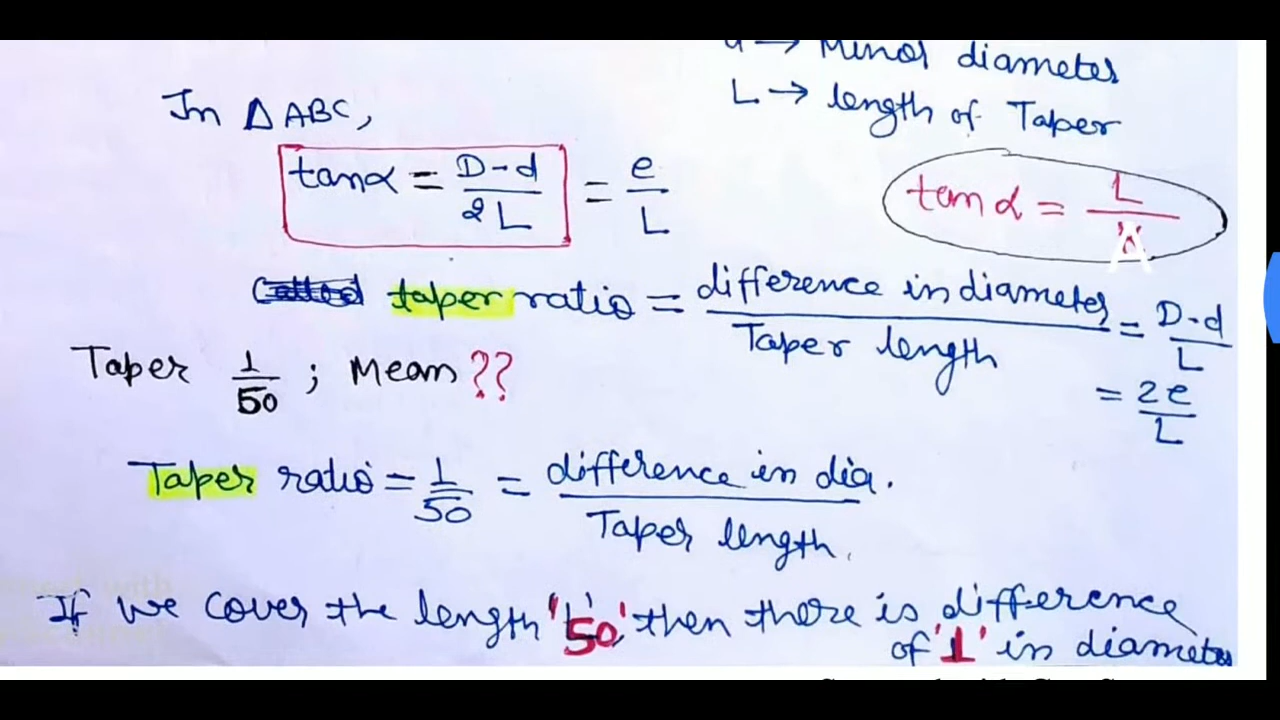 d → Minor diameter
L → length of Taper
In Δ ABC,
tanα = D-d / 2L = e / L
tan α = L / A
taper ratio = difference in diameter / Taper length = D-d / L
= 2e / L
Taper 1/50 ; Mean ??
Taper ratio = 1/50 = difference in dia. / Taper length.
If we cover the length '50' then there is difference
of '1' in diameter